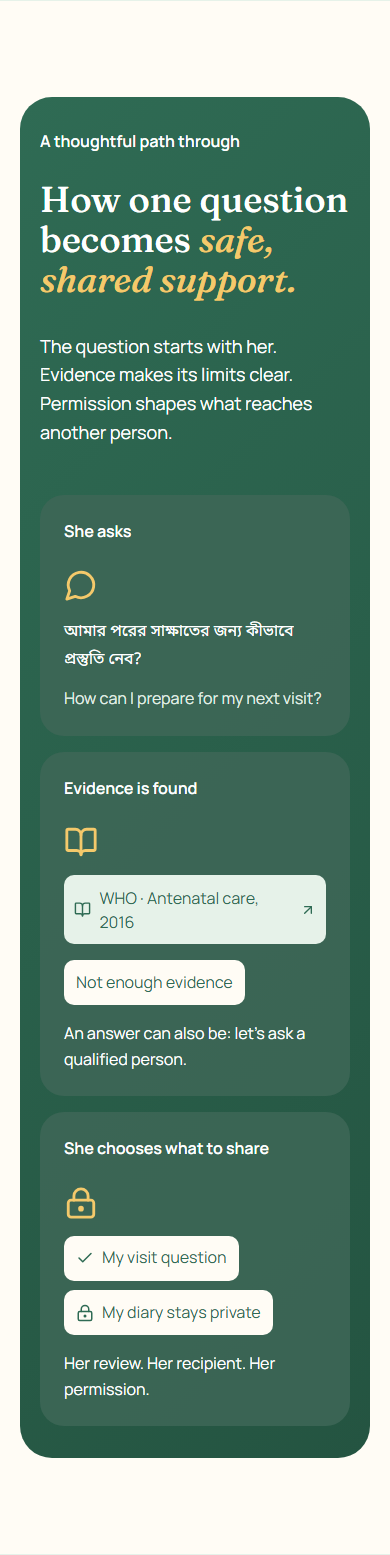 A thoughtful path through
How one question
becomes safe,
shared support.
The question starts with her.
Evidence makes its limits clear.
Permission shapes what reaches
another person.
She asks
আমার পরের সাক্ষাতের জন্য কীভাবে
প্রস্তুতি নেব?
How can I prepare for my next visit?
Evidence is found
WHO · Antenatal care,
2016
Not enough evidence
An answer can also be: let's ask a
qualified person.
She chooses what to share
My visit question
My diary stays private
Her review. Her recipient. Her
permission.